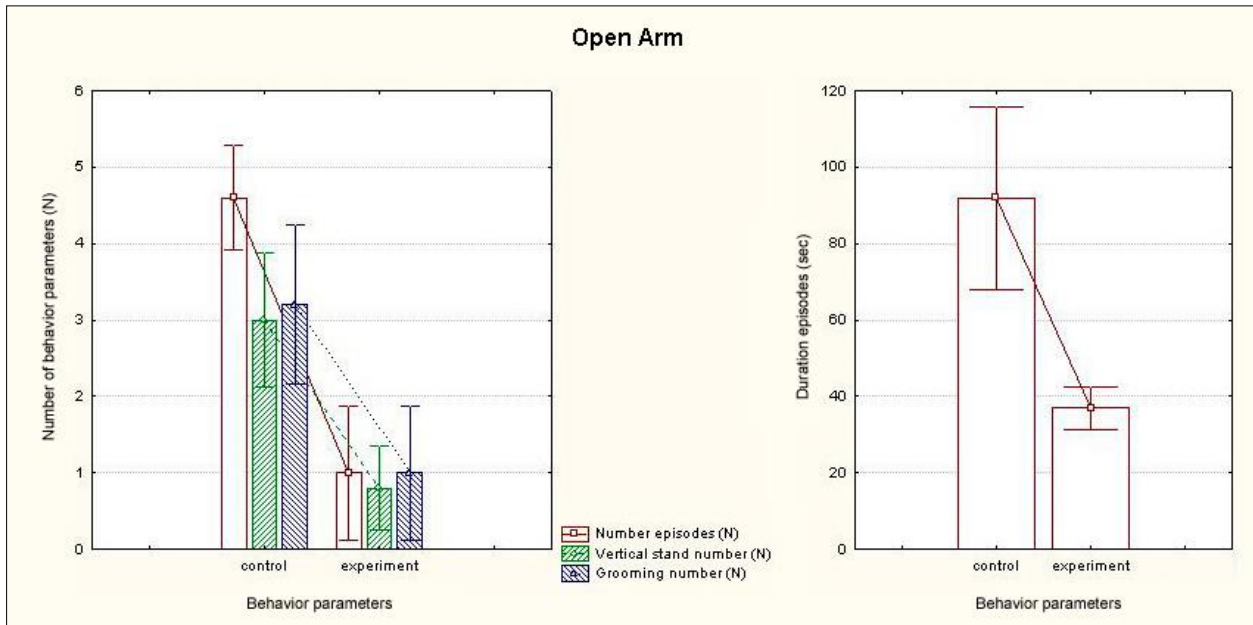 Open Arm
Number of behavior parameters (N)
6
5
4
3
2
1
0
control experiment
Behavior parameters
Number episodes (N)
Vertical stand number (N)
Grooming number (N)
Duration episodes (sec)
120
100
80
60
40
20
0
control experiment
Behavior parameters